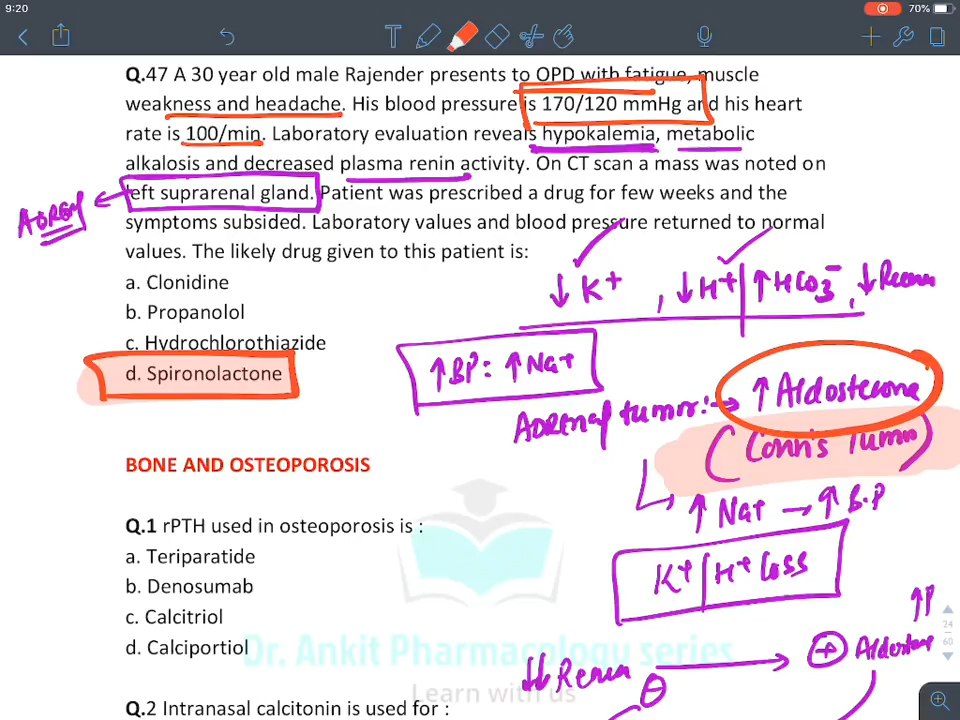 9:20
70%
Q.47 A 30 year old male Rajender presents to OPD with fatigue, muscle
weakness and headache. His blood pressure is 170/120 mmHg and his heart
rate is 100/min. Laboratory evaluation reveals hypokalemia, metabolic
alkalosis and decreased plasma renin activity. On CT scan a mass was noted on
left suprarenal gland. Patient was prescribed a drug for few weeks and the
symptoms subsided. Laboratory values and blood pressure returned to normal
values. The likely drug given to this patient is:
a. Clonidine
b. Propanolol
c. Hydrochlorothiazide
d. Spironolactone
↓ K+ , ↓ H+ | ↑ HCO3− , ↓
↑ BP : ↑ Na+
Adrenal tumor : → ↑ Aldosterone
(Conn's Tumor)
↑ Na+ → ↑ B.P
K+ | H+ Loss
BONE AND OSTEOPOROSIS
Q.1 rPTH used in osteoporosis is :
a. Teriparatide
b. Denosumab
c. Calcitriol
d. Calciportiol
↑P
↓↓ Renin → + Aldosterone
−
Dr. Ankit Pharmacology series
Learn with us
Q.2 Intranasal calcitonin is used for :
24
60